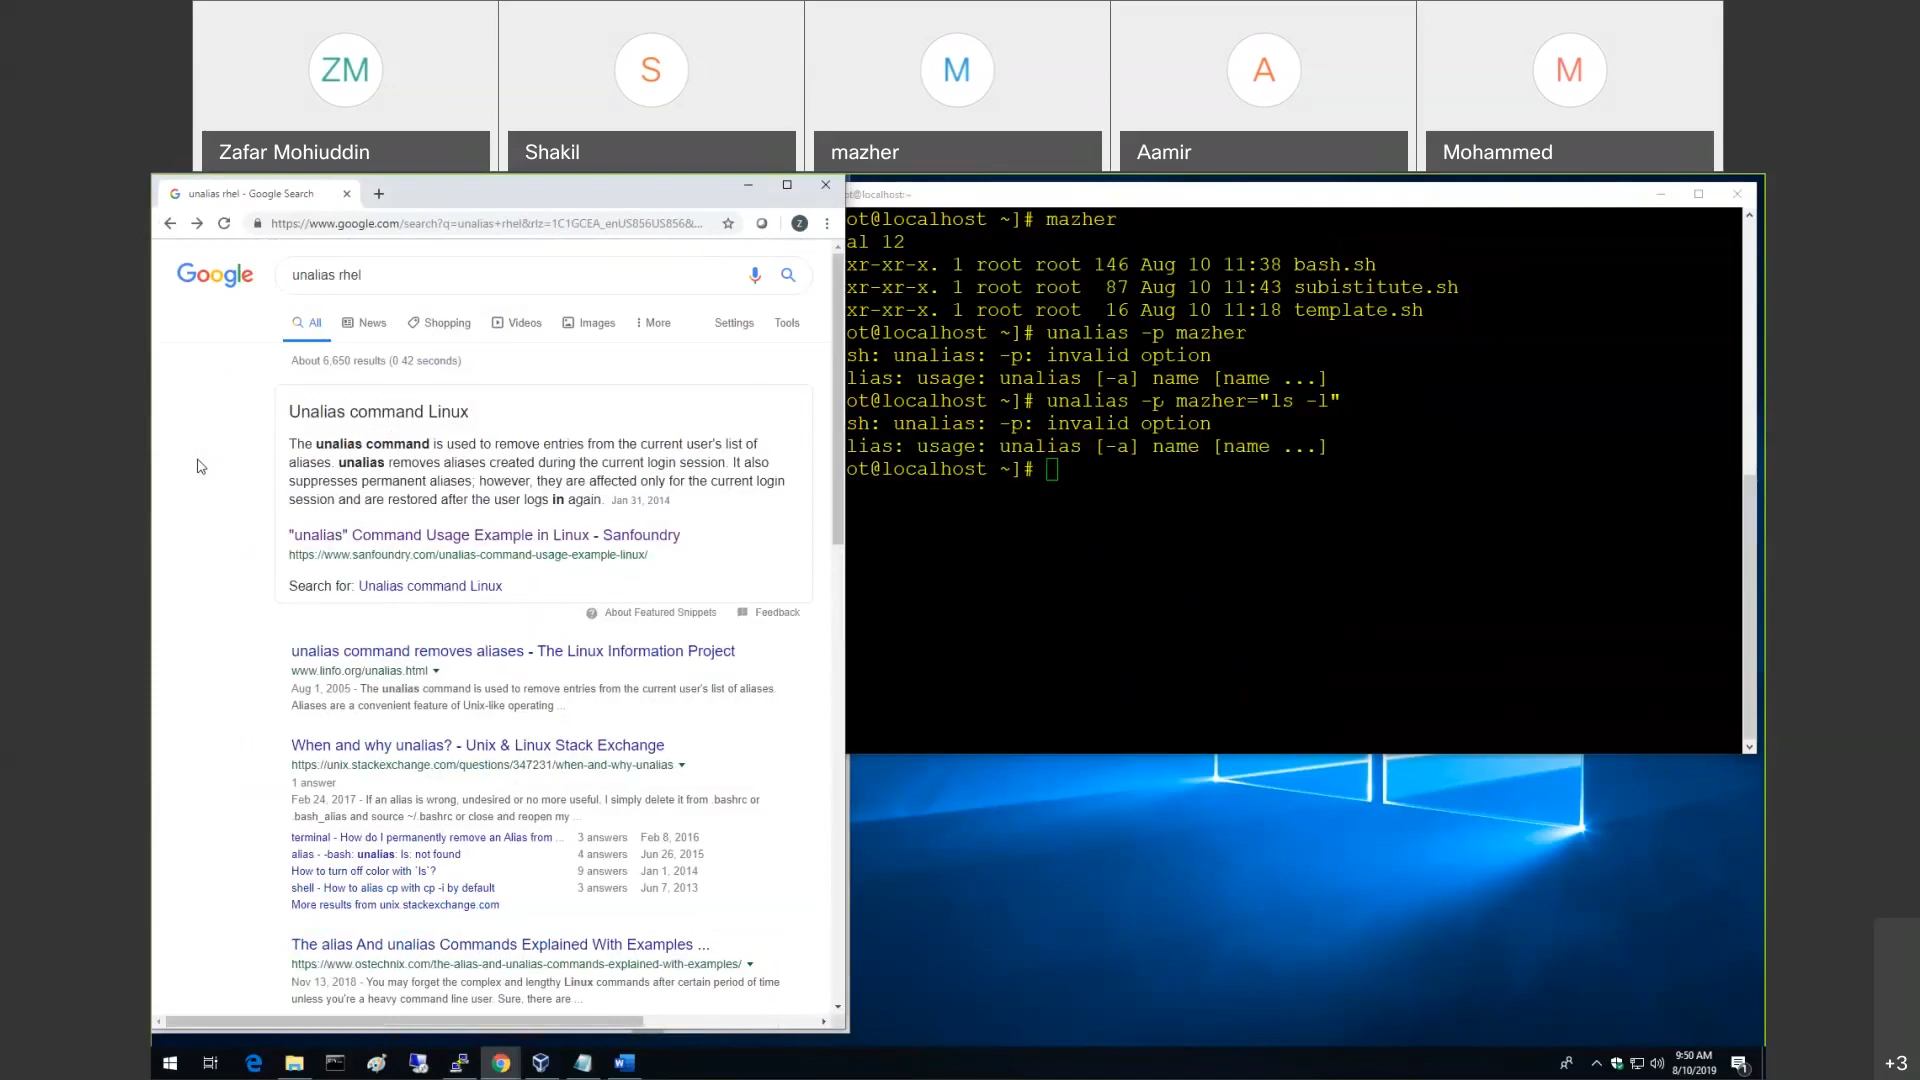 ZM
S
M
A
M
Zafar Mohiuddin
Shakil
mazher
Aamir
Mohammed
unalias rhel - Google Search
https://www.google.com/search?q=unalias+rhel&rlz=1C1GCEA_enUS856US856&...
Z
Google
unalias rhel
All
News
Shopping
Videos
Images
More
Settings
Tools
About 6,650 results (0 42 seconds)
Unalias command Linux
The unalias command is used to remove entries from the current user's list of
aliases. unalias removes aliases created during the current login session. It also
suppresses permanent aliases; however, they are affected only for the current login
session and are restored after the user logs in again. Jan 31, 2014
"unalias" Command Usage Example in Linux - Sanfoundry
https://www.sanfoundry.com/unalias-command-usage-example-linux/
Search for: Unalias command Linux
About Featured Snippets
Feedback
unalias command removes aliases - The Linux Information Project
www.linfo.org/unalias.html
Aug 1, 2005 - The unalias command is used to remove entries from the current user's list of aliases
Aliases are a convenient feature of Unix-like operating ...
When and why unalias? - Unix & Linux Stack Exchange
https://unix.stackexchange.com/questions/347231/when-and-why-unalias
1 answer
Feb 24, 2017 - If an alias is wrong, undesired or no more useful. I simply delete it from .bashrc or
.bash_alias and source ~/.bashrc or close and reopen my ...
terminal - How do I permanently remove an Alias from ... 3 answers Feb 8, 2016
alias - -bash: unalias: ls: not found 4 answers Jun 26, 2015
How to turn off color with `ls`? 9 answers Jan 1, 2014
shell - How to alias cp with cp -i by default 3 answers Jun 7, 2013
More results from unix.stackexchange.com
The alias And unalias Commands Explained With Examples ...
https://www.ostechnix.com/the-alias-and-unalias-commands-explained-with-examples/
Nov 13, 2018 - You may forget the complex and lengthy Linux commands after certain period of time
unless you're a heavy command line user. Sure, there are ...
ot@localhost:~
ot@localhost ~]# mazher
al 12
xr-xr-x. 1 root root 146 Aug 10 11:38 bash.sh
xr-xr-x. 1 root root  87 Aug 10 11:43 subistitute.sh
xr-xr-x. 1 root root  16 Aug 10 11:18 template.sh
ot@localhost ~]# unalias -p mazher
sh: unalias: -p: invalid option
lias: usage: unalias [-a] name [name ...]
ot@localhost ~]# unalias -p mazher="ls -l"
sh: unalias: -p: invalid option
lias: usage: unalias [-a] name [name ...]
ot@localhost ~]#
9:50 AM
8/10/2019
1
+3